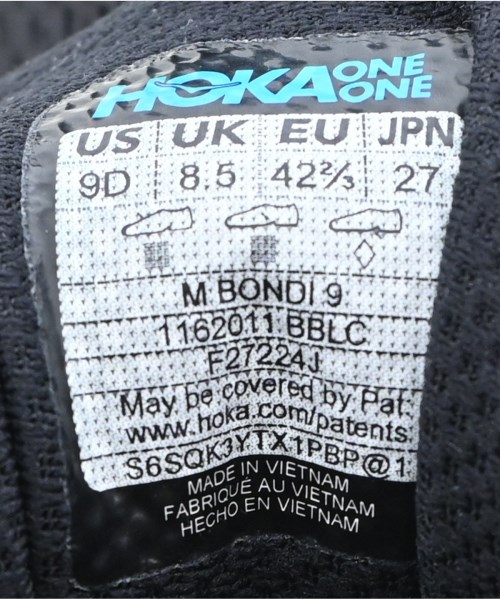 HOKA ONE ONE
US UK EU JPN
9D 8.5 42⅔ 27
M BONDI 9
1162011 BBLC
F27224J
May be covered by Pat.
www.hoka.com/patents
S6SQK3YTX1PBP@1
MADE IN VIETNAM
FABRIQUÉ AU VIETNAM
HECHO EN VIETNAM